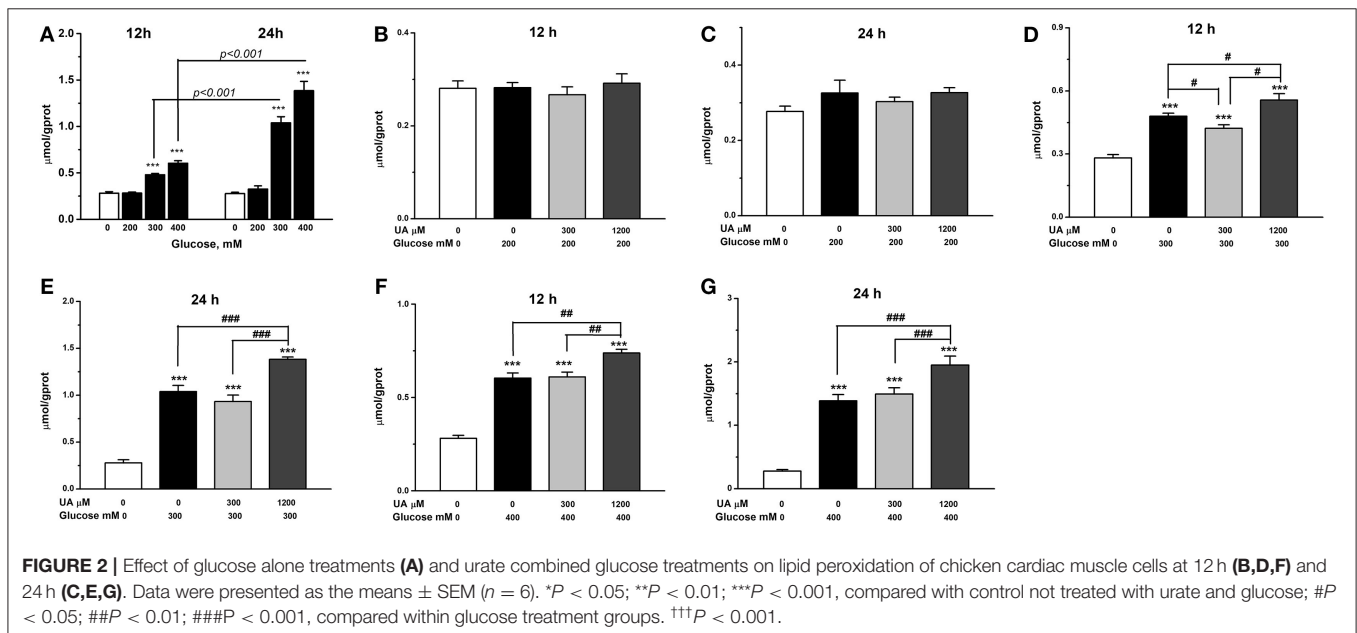 A
12h 24h
p<0.001
p<0.001
***
***
***
***
2.0
1.5
1.0
0.5
0.0
μmol/gprot
0 200 300 400 0 200 300 400
Glucose, mM
B
12 h
0.4
0.3
0.0
μmol/gprot
UA μM 0 0 300 1200
Glucose mM 0 200 200 200
C
24 h
0.4
0.2
0.0
μmol/gprot
UA μM 0 0 300 1200
Glucose mM 0 200 200 200
D
12 h
#
# #
*** *** ***
0.9
0.6
0.3
0.0
μmol/gprot
UA μM 0 0 300 1200
Glucose mM 0 300 300 300
E
24 h
###
###
*** *** ***
2.0
1.5
1.0
0.5
0.0
μmol/gprot
UA μM 0 0 300 1200
Glucose mM 0 300 300 300
F
12 h
##
##
*** *** ***
1.0
0.5
0.0
μmol/gprot
UA μM 0 0 300 1200
Glucose mM 0 400 400 400
G
24 h
###
###
*** *** ***
3
2
1
0
μmol/gprot
UA μM 0 0 300 1200
Glucose mM 0 400 400 400
FIGURE 2 | Effect of glucose alone treatments (A) and urate combined glucose treatments on lipid peroxidation of chicken cardiac muscle cells at 12 h (B,D,F) and
24 h (C,E,G). Data were presented as the means ± SEM (n = 6). *P < 0.05; **P < 0.01; ***P < 0.001, compared with control not treated with urate and glucose; #P
< 0.05; ##P < 0.01; ###P < 0.001, compared within glucose treatment groups. †††P < 0.001.